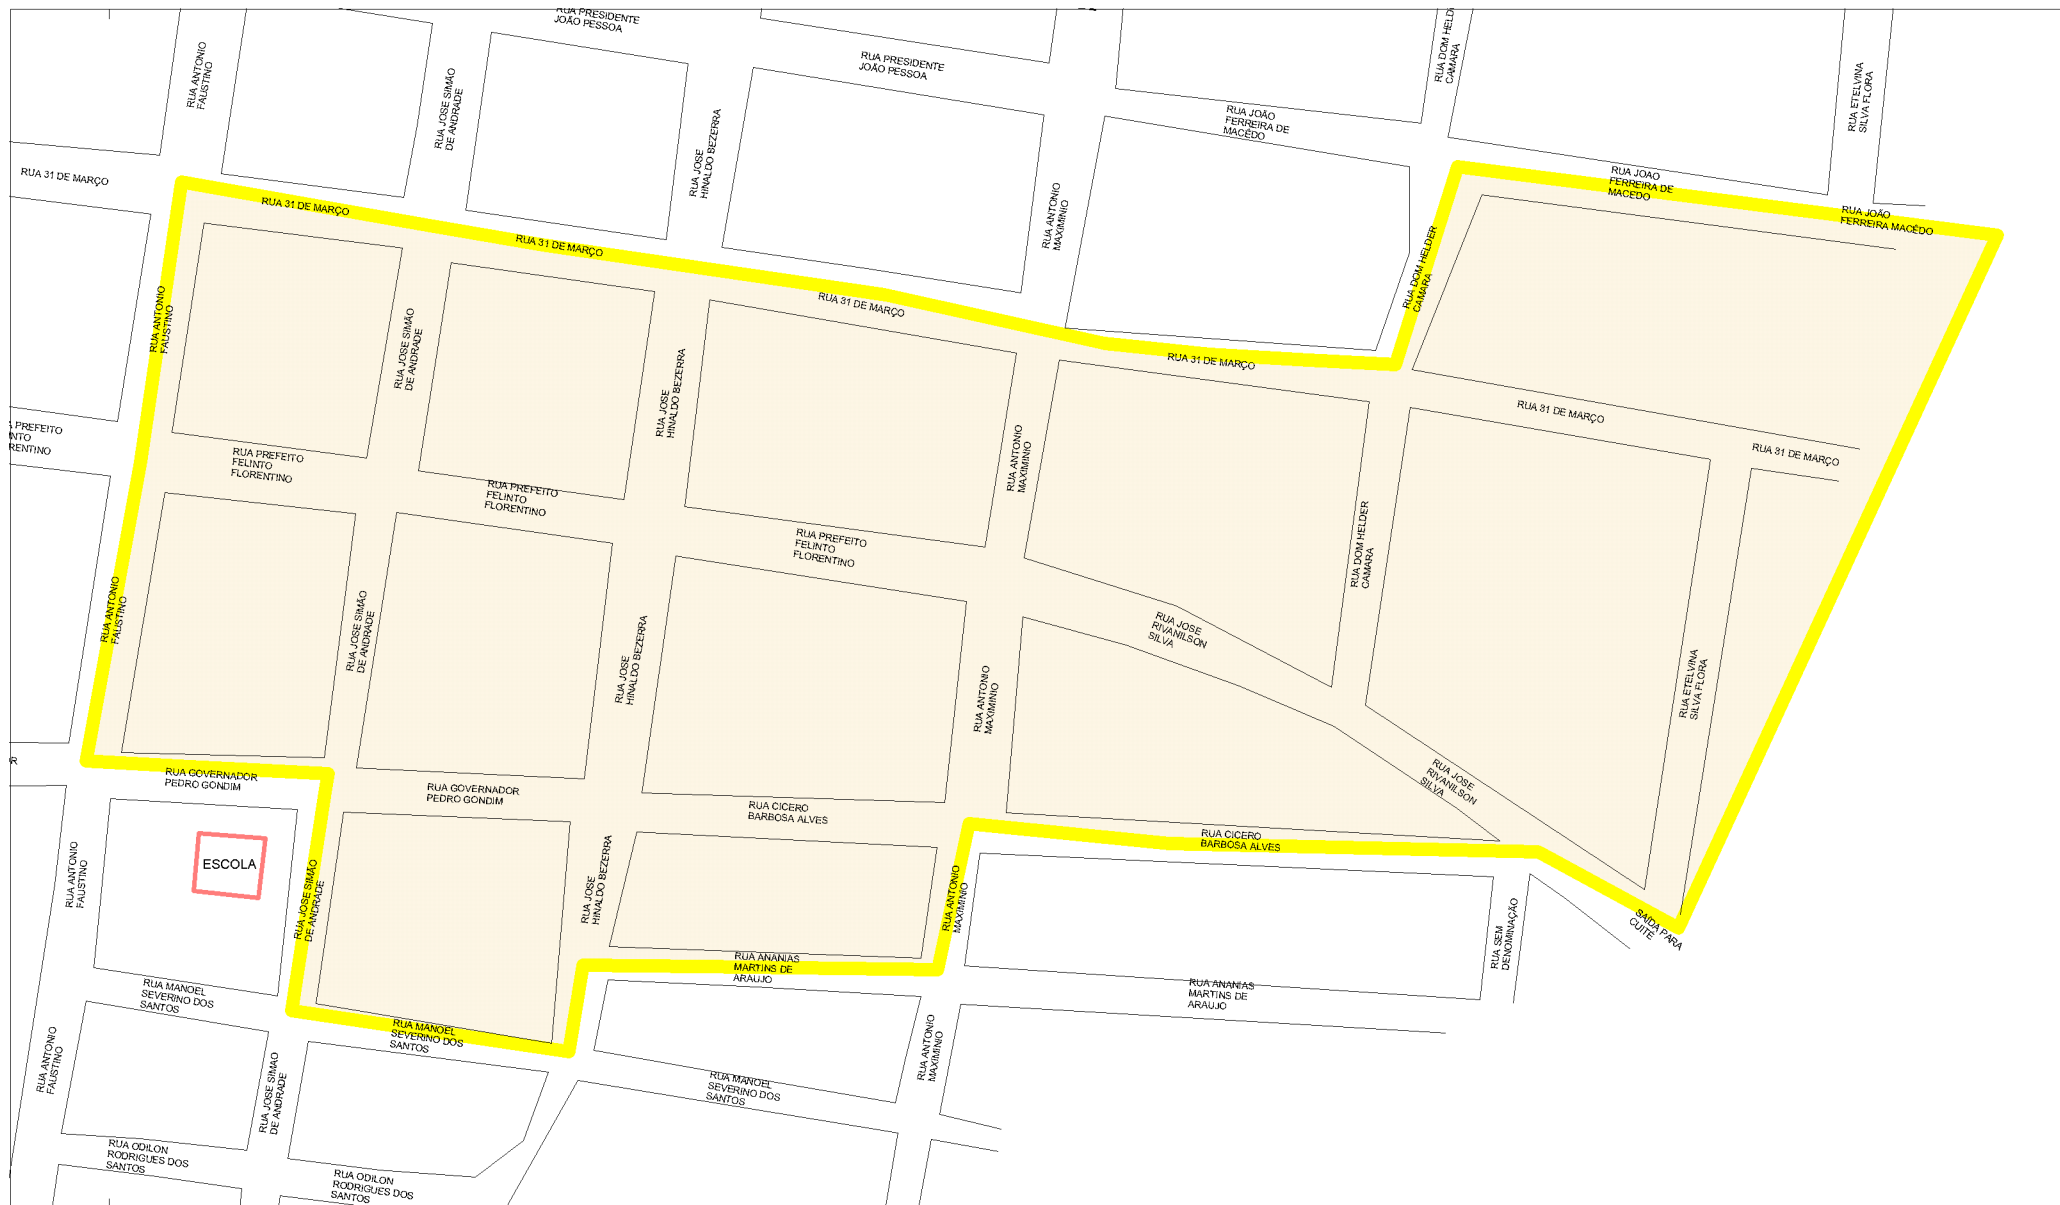 RUA PRESIDENTE
JOÃO PESSOA
RUA PRESIDENTE
JOÃO PESSOA
RUA ANTONIO
FAUSTINO
RUA JOSE SIMÃO
DE ANDRADE
RUA JOSE
HINALDO BEZERRA
RUA ANTONIO
MAXIMINIO
RUA JOÃO
FERREIRA DE
MACÊDO
RUA DOM HELDER
CAMARA
RUA ETELVINA
SILVA FLORA
RUA 31 DE MARÇO
RUA 31 DE MARÇO
RUA 31 DE MARÇO
RUA 31 DE MARÇO
RUA 31 DE MARÇO
RUA JOAO
FERREIRA DE
MACEDO
RUA JOÃO
FERREIRA MACÊDO
RUA DOM HELDER
CAMARA
RUA ANTONIO
FAUSTINO
RUA JOSE SIMÃO
DE ANDRADE
RUA JOSE
HINALDO BEZERRA
RUA ANTONIO
MAXIMINIO
RUA 31 DE MARÇO
RUA 31 DE MARÇO
PREFEITO
RUA PREFEITO
FELINTO
FLORENTINO
RUA PREFEITO
FELINTO
FLORENTINO
RUA PREFEITO
FELINTO
FLORENTINO
RUA DOM HELDER
CAMARA
RUA ANTONIO
FAUSTINO
RUA JOSE SIMÃO
DE ANDRADE
RUA JOSE
HINALDO BEZERRA
RUA ANTONIO
MAXIMINIO
RUA JOSE
RIVANILSON
SILVA
RUA ETELVINA
SILVA FLORA
RUA GOVERNADOR
PEDRO GONDIM
RUA GOVERNADOR
PEDRO GONDIM
RUA CICERO
BARBOSA ALVES
RUA JOSE
RIVANILSON
SILVA
RUA CICERO
BARBOSA ALVES
ESCOLA
RUA ANTONIO
FAUSTINO
RUA JOSE SIMÃO
DE ANDRADE
RUA JOSE
HINALDO BEZERRA
RUA ANTONIO
MAXIMINIO
RUA SEM
DENOMINAÇÃO
SAÍDA PARA
CUITÉ
RUA ANANIAS
MARTINS DE
ARAUJO
RUA ANANIAS
MARTINS DE
ARAUJO
RUA MANOEL
SEVERINO DOS
SANTOS
RUA MANOEL
SEVERINO DOS
SANTOS
RUA MANOEL
SEVERINO DOS
SANTOS
RUA ANTONIO
FAUSTINO
RUA JOSE SIMAO
DE ANDRADE
RUA ANTONIO
MAXIMINIO
RUA ODILON
RODRIGUES DOS
SANTOS
RUA ODILON
RODRIGUES DOS
SANTOS